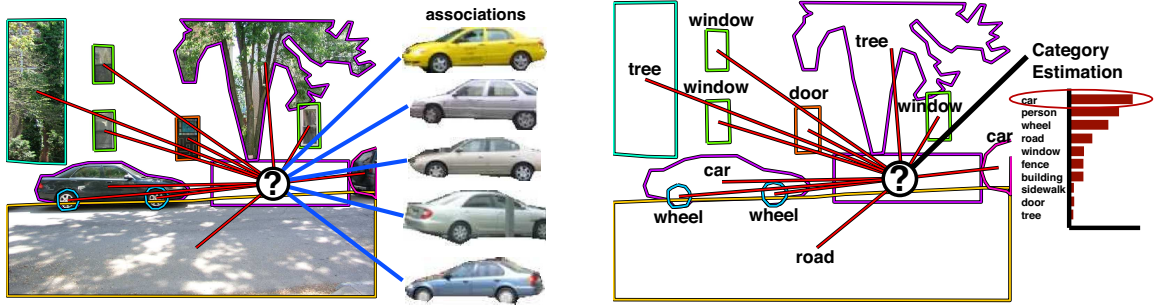 associations
?
window
tree
tree
window
door
window
car
car
wheel
wheel
road
?
Category
Estimation
car
person
wheel
road
window
fence
building
sidewalk
door
tree